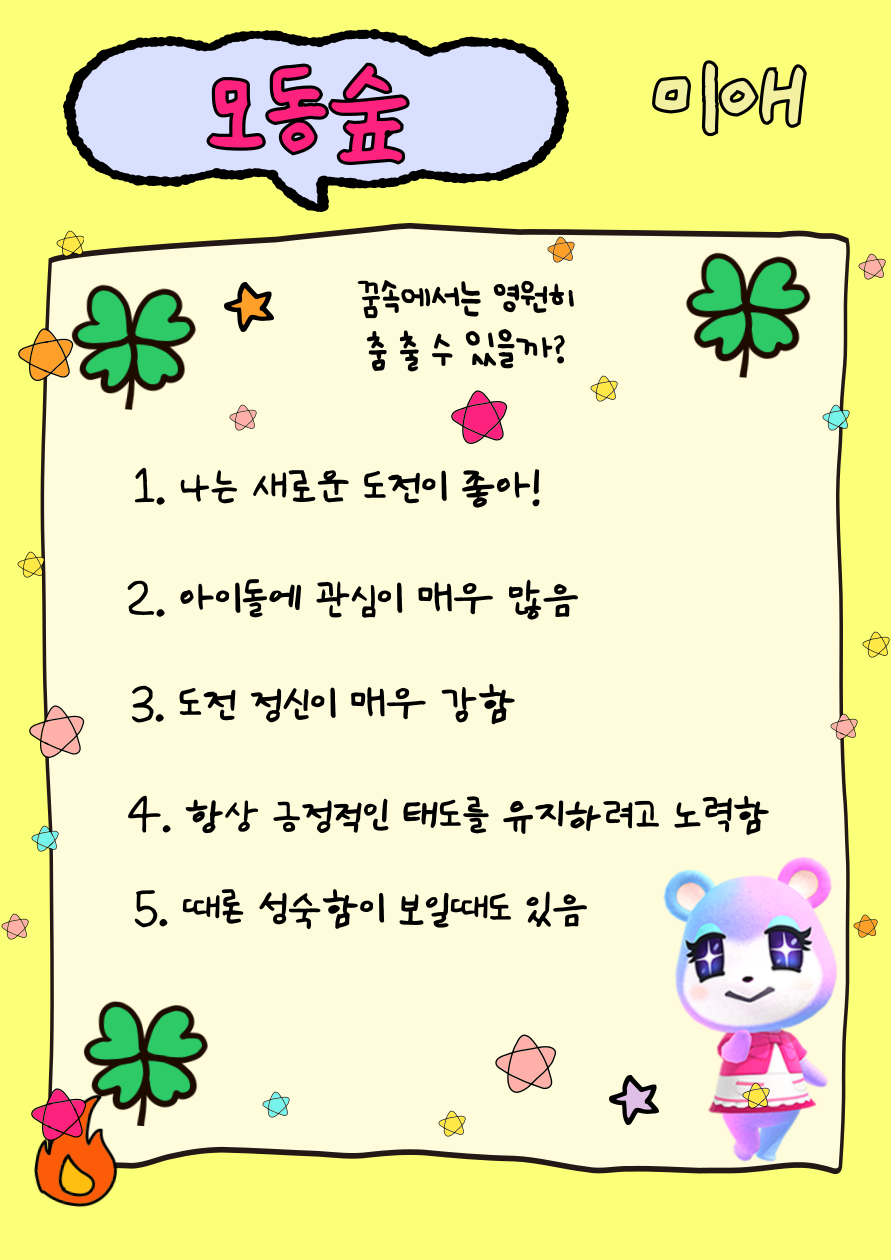 모동숲
미애
꿈속에서는 영원히
춤 출 수 있을까?
1. 나는 새로운 도전이 좋아!
2. 아이돌에 관심이 매우 많음
3. 도전 정신이 매우 강함
4. 항상 긍정적인 태도를 유지하려고 노력함
5. 때론 성숙함이 보일때도 있음